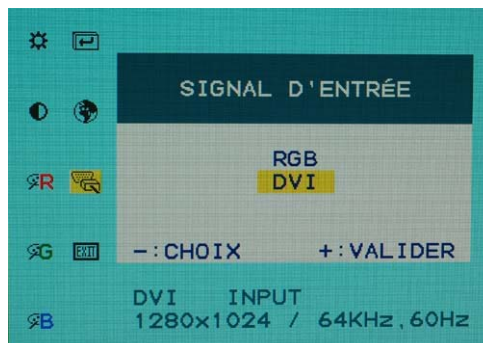 SIGNAL D'ENTRÉE
RGB
DVI
R
G
EXIT
-:CHOIX +:VALIDER
B
DVI INPUT
1280x1024 / 64KHz,60Hz